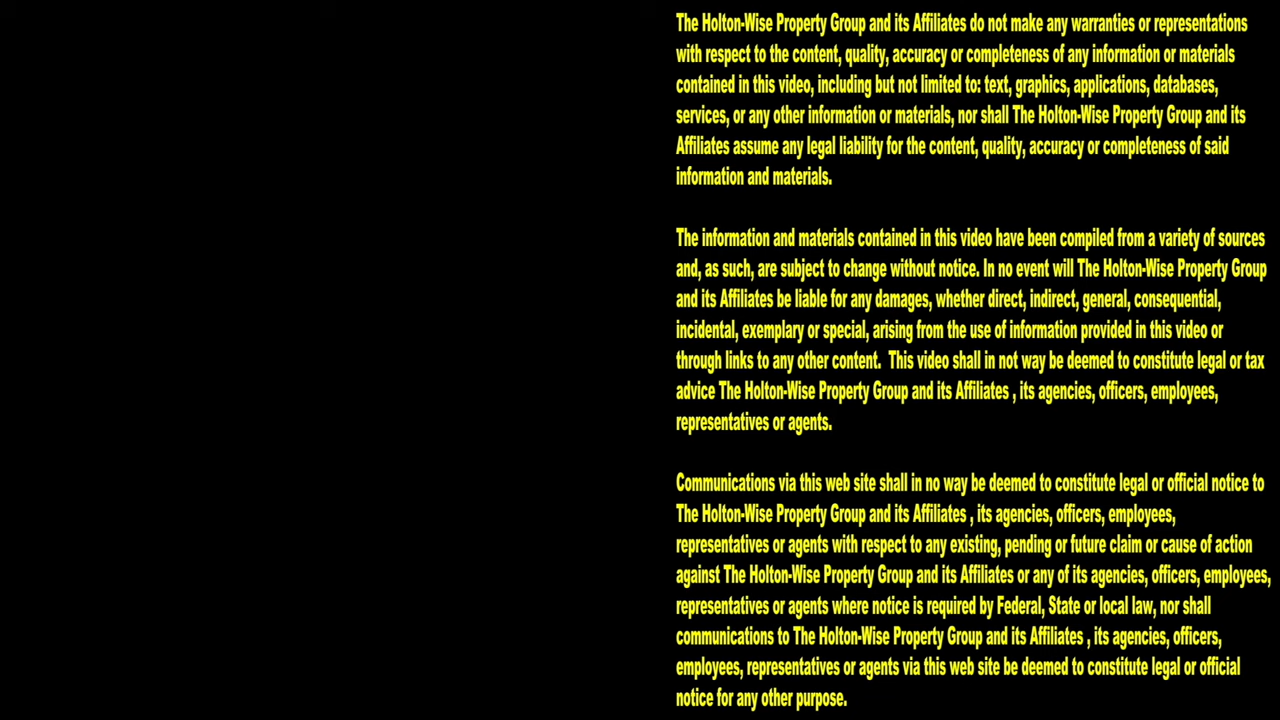 The Holton-Wise Property Group and its Affiliates do not make any warranties or representations
with respect to the content, quality, accuracy or completeness of any information or materials
contained in this video, including but not limited to: text, graphics, applications, databases,
services, or any other information or materials, nor shall The Holton-Wise Property Group and its
Affiliates assume any legal liability for the content, quality, accuracy or completeness of said
information and materials.
The information and materials contained in this video have been compiled from a variety of sources
and, as such, are subject to change without notice. In no event will The Holton-Wise Property Group
and its Affiliates be liable for any damages, whether direct, indirect, general, consequential,
incidental, exemplary or special, arising from the use of information provided in this video or
through links to any other content.  This video shall in not way be deemed to constitute legal or tax
advice The Holton-Wise Property Group and its Affiliates , its agencies, officers, employees,
representatives or agents.
Communications via this web site shall in no way be deemed to constitute legal or official notice to
The Holton-Wise Property Group and its Affiliates , its agencies, officers, employees,
representatives or agents with respect to any existing, pending or future claim or cause of action
against The Holton-Wise Property Group and its Affiliates or any of its agencies, officers, employees,
representatives or agents where notice is required by Federal, State or local law, nor shall
communications to The Holton-Wise Property Group and its Affiliates , its agencies, officers,
employees, representatives or agents via this web site be deemed to constitute legal or official
notice for any other purpose.